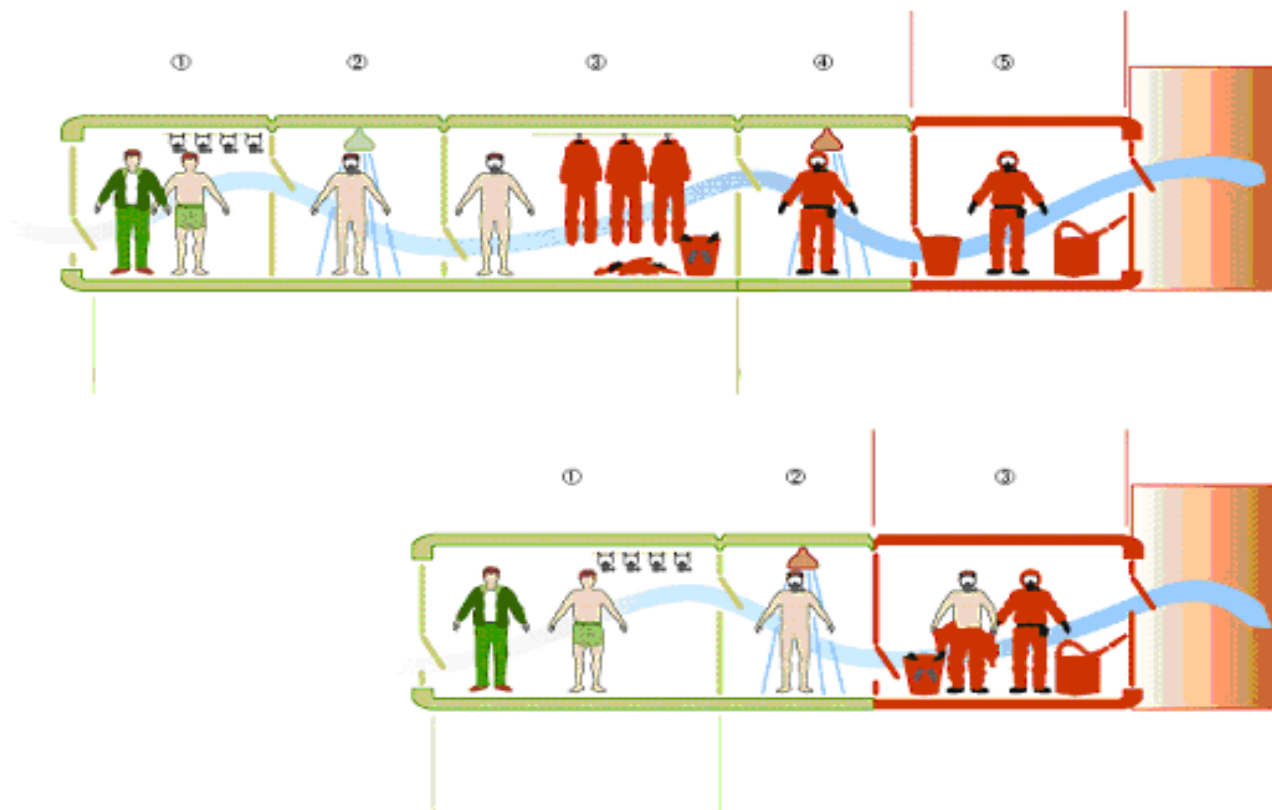 ① ② ③ ④ ⑤
① ② ③